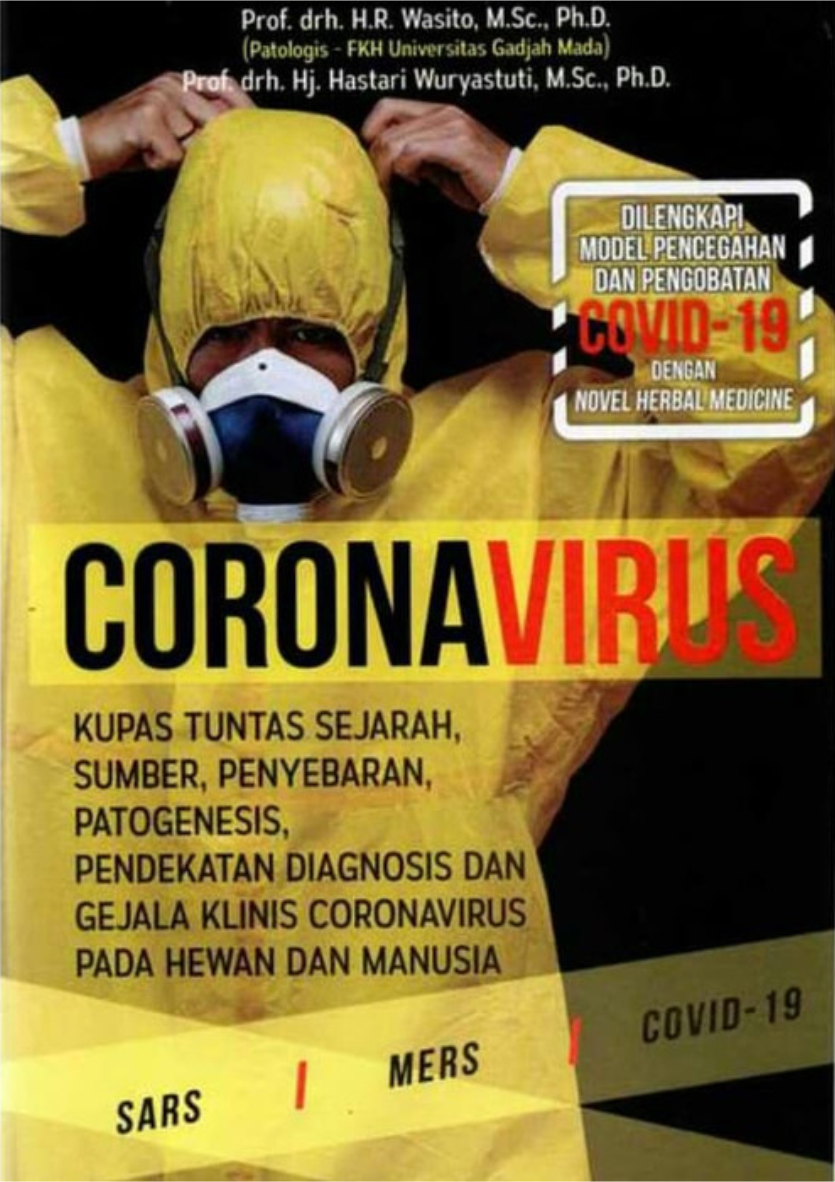 Prof. drh. H.R. Wasito, M.Sc., Ph.D.
(Patologis - FKH Universitas Gadjah Mada)
Prof. drh. Hj. Hastari Wuryastuti, M.Sc., Ph.D.
DILENGKAPI
MODEL PENCEGAHAN
DAN PENGOBATAN
COVID-19
DENGAN
NOVEL HERBAL MEDICINE
CORONAVIRUS
KUPAS TUNTAS SEJARAH,
SUMBER, PENYEBARAN,
PATOGENESIS,
PENDEKATAN DIAGNOSIS DAN
GEJALA KLINIS CORONAVIRUS
PADA HEWAN DAN MANUSIA
SARS | MERS | COVID-19